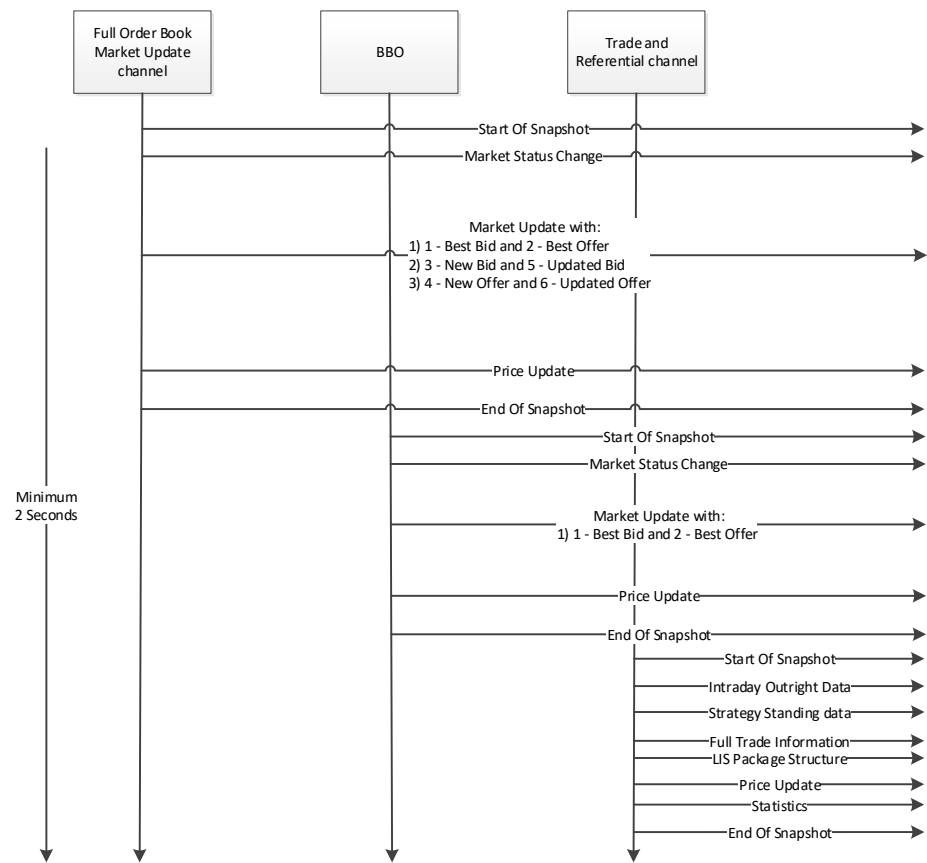 Full Order Book
Market Update
channel
BBO
Trade and
Referential channel
Start Of Snapshot
Market Status Change
Market Update with:
1) 1 - Best Bid and 2 - Best Offer
2) 3 - New Bid and 5 - Updated Bid
3) 4 - New Offer and 6 - Updated Offer
Price Update
End Of Snapshot
Start Of Snapshot
Market Status Change
Minimum
2 Seconds
Market Update with:
1) 1 - Best Bid and 2 - Best Offer
Price Update
End Of Snapshot
Start Of Snapshot
Intraday Outright Data
Strategy Standing data
Full Trade Information
LIS Package Structure
Price Update
Statistics
End Of Snapshot